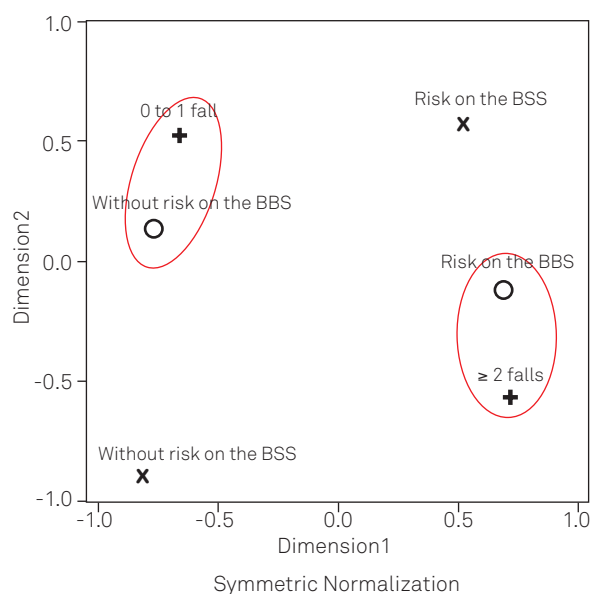 1.0
0 to 1 fall
Risk on the BSS
0.5
Without risk on the BBS
Risk on the BBS
0.0
Dimension2
≥ 2 falls
-0.5
Without risk on the BSS
-1.0
-1.0 -0.5 0.0 0.5 1.0
Dimension1
Symmetric Normalization